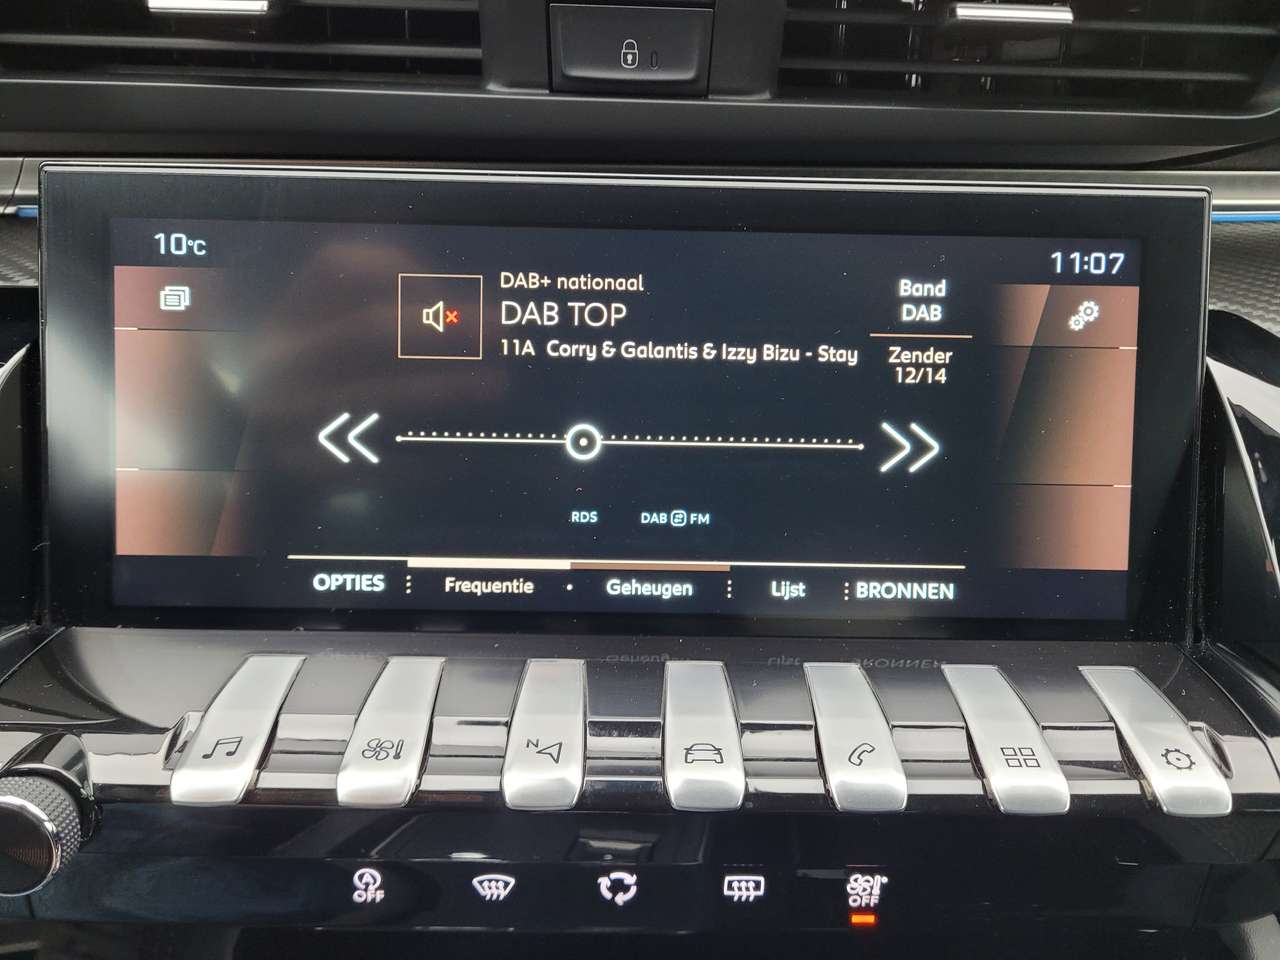 10°C
11:07
DAB+ nationaal
DAB TOP
11A Corry & Galantis & Izzy Bizu - Stay
Band
DAB
Zender
12/14
RDS
DAB FM
OPTIES
Frequentie
Geheugen
Lijst
BRONNEN
N
A
OFF
OFF